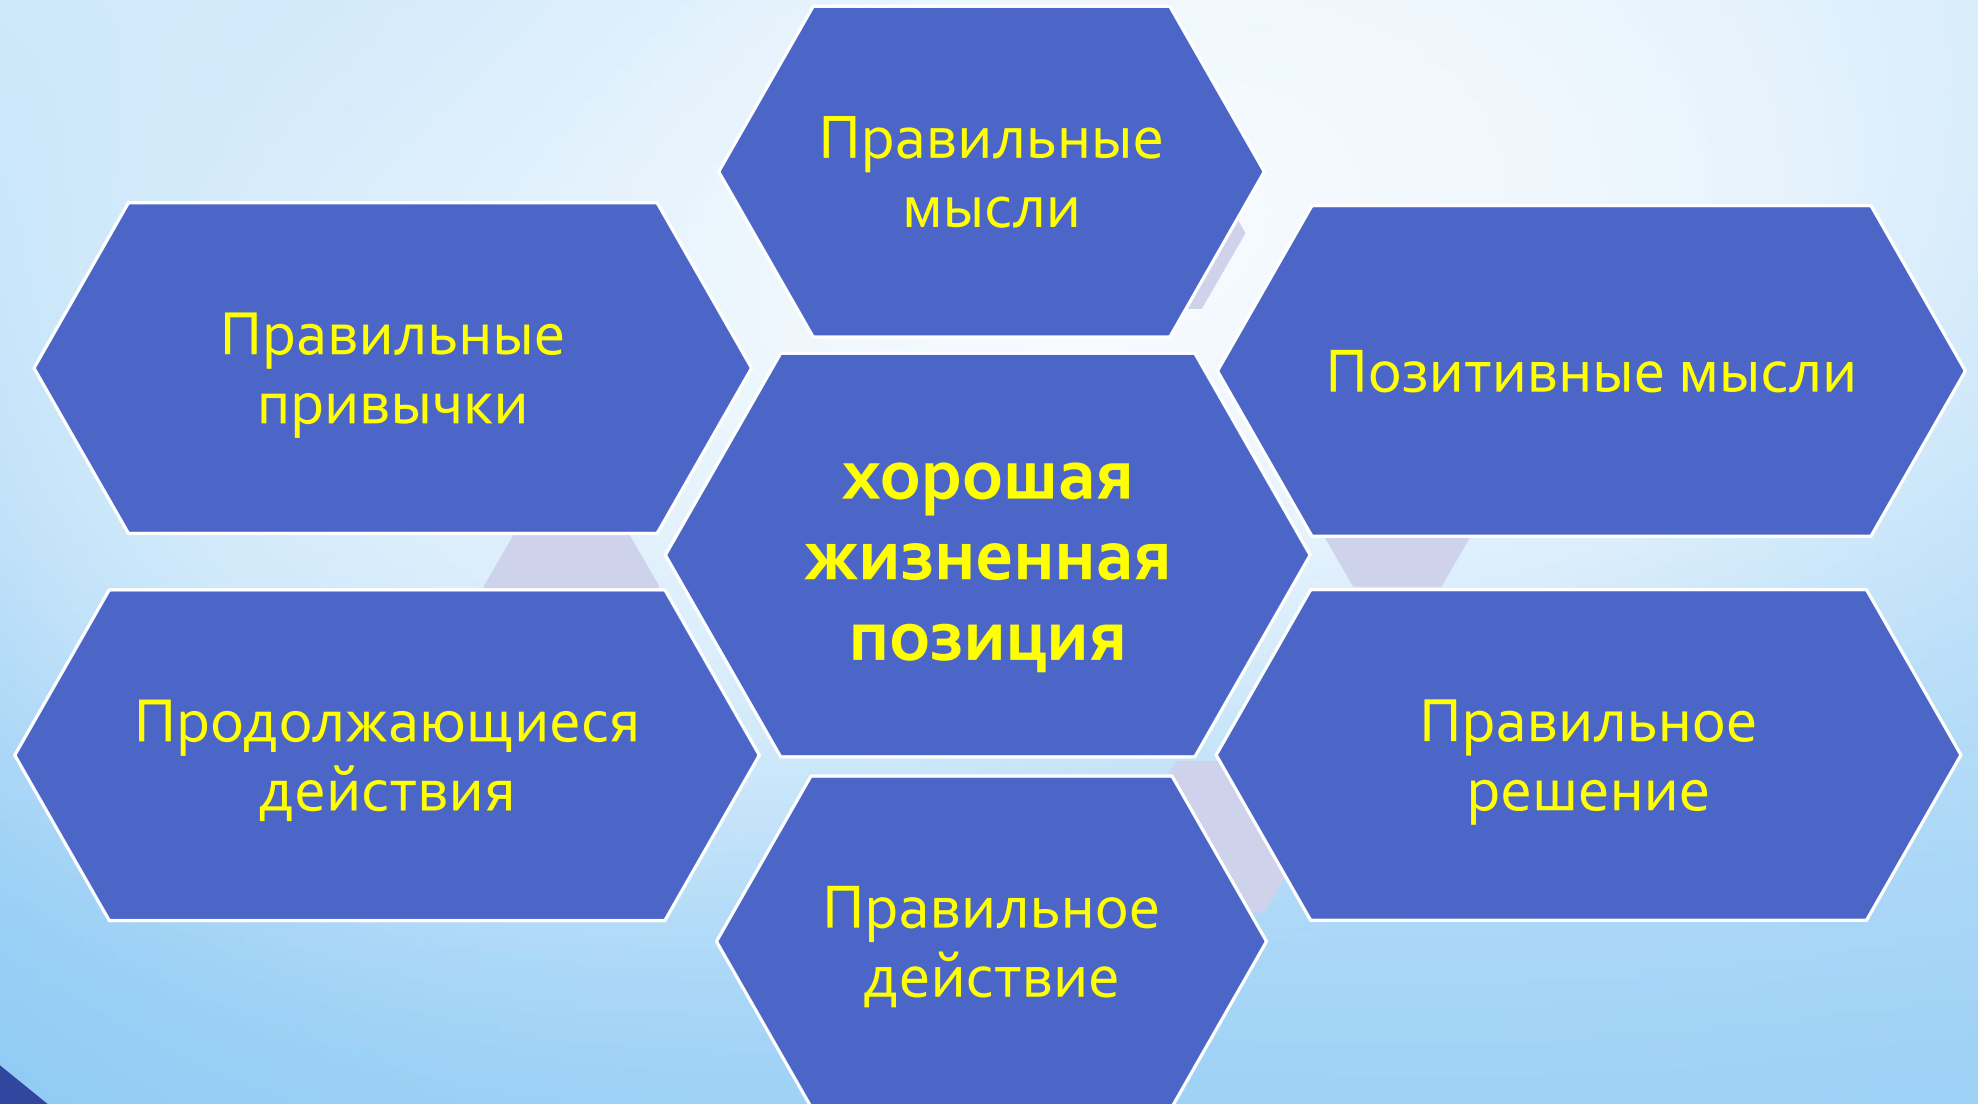 Правильные
мысли
Правильные
привычки
Позитивные мысли
хорошая
жизненная
позиция
Продолжающиеся
действия
Правильное
решение
Правильное
действие